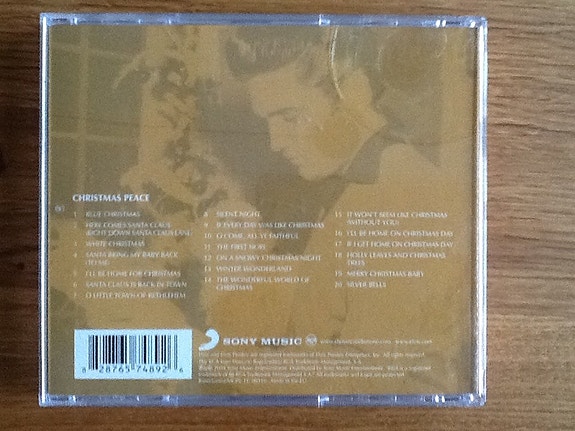 CHRISTMAS PEACE
1 BLUE CHRISTMAS
2 HERE COMES SANTA CLAUS
(RIGHT DOWN SANTA CLAUS LANE)
3 WHITE CHRISTMAS
4 SANTA BRING MY BABY BACK
(TO ME)
5 I'LL BE HOME FOR CHRISTMAS
6 SANTA CLAUS IS BACK IN TOWN
7 O LITTLE TOWN OF BETHLEHEM
8 SILENT NIGHT
9 IF EVERY DAY WAS LIKE CHRISTMAS
10 O COME, ALL YE FAITHFUL
11 THE FIRST NOEL
12 ON A SNOWY CHRISTMAS NIGHT
13 WINTER WONDERLAND
14 THE WONDERFUL WORLD OF
CHRISTMAS
15 IT WON'T SEEM LIKE CHRISTMAS
(WITHOUT YOU)
16 I'LL BE HOME ON CHRISTMAS DAY
17 IF I GET HOME ON CHRISTMAS DAY
18 HOLLY LEAVES AND CHRISTMAS
TREES
19 MERRY CHRISTMAS BABY
20 SILVER BELLS
SONY MUSIC
8 28765 74892 6